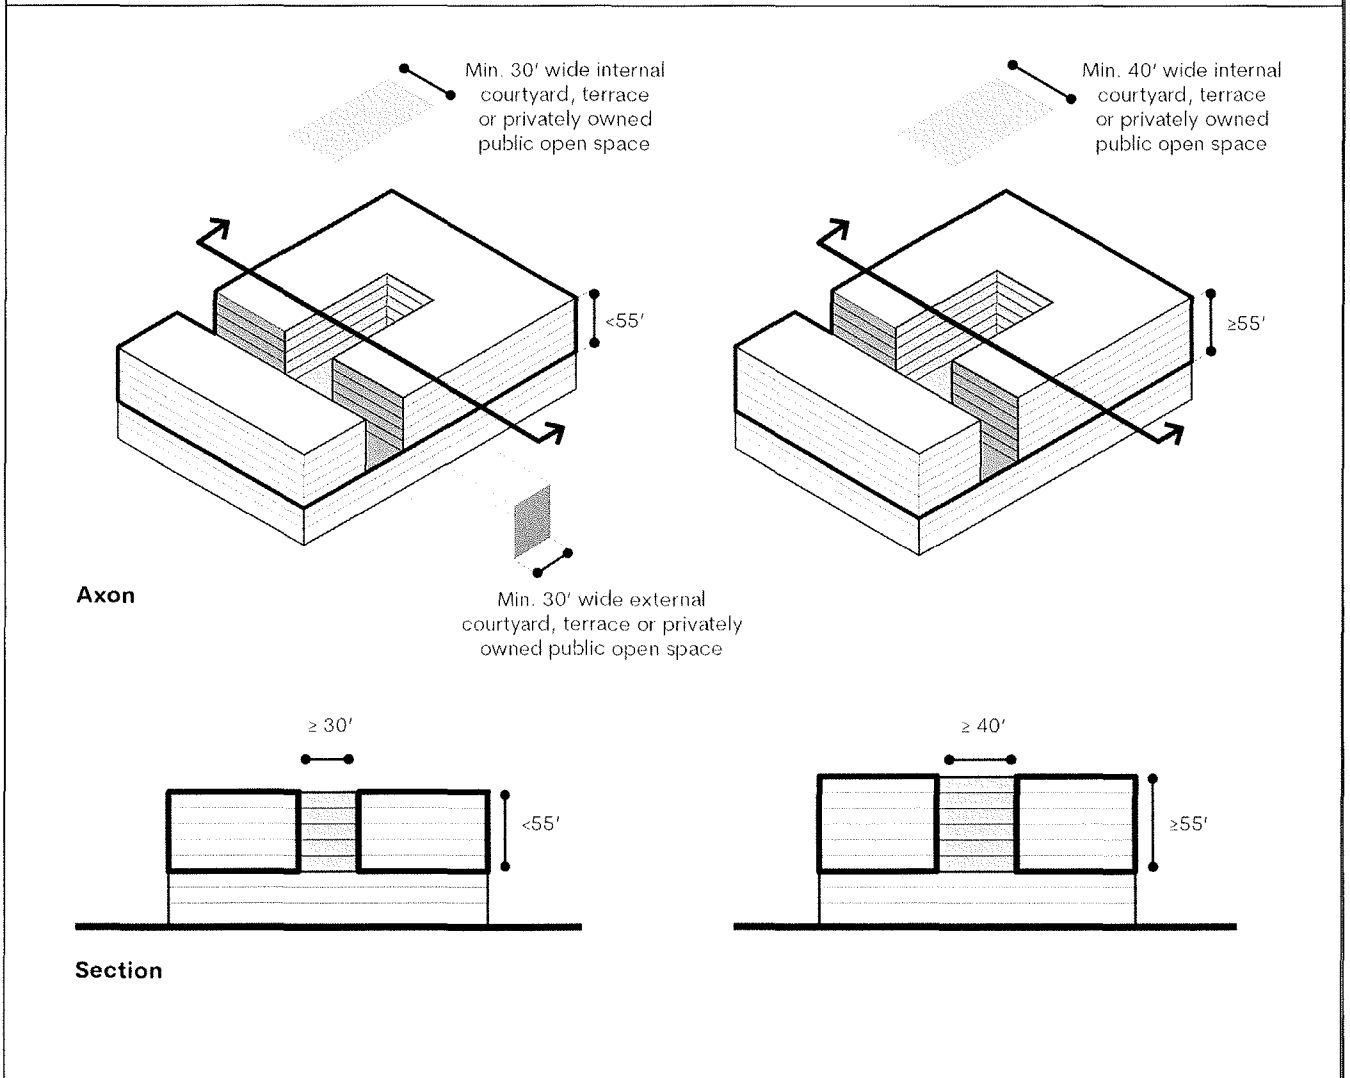 Min. 30' wide internal
courtyard, terrace
or privately owned
public open space
Min. 40' wide internal
courtyard, terrace
or privately owned
public open space
<55'
≥55'
Axon
Min. 30' wide external
courtyard, terrace or privately
owned public open space
≥ 30'
≥ 40'
<55'
≥55'
Section